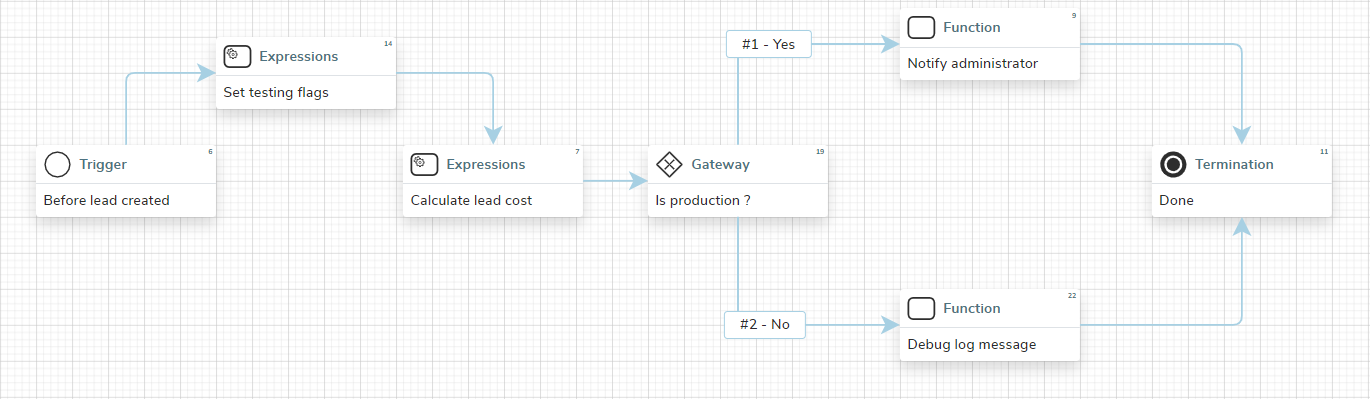 6
Trigger
Before lead created
14
Expressions
Set testing flags
7
Expressions
Calculate lead cost
19
Gateway
Is production ?
#1 - Yes
9
Function
Notify administrator
#2 - No
22
Function
Debug log message
11
Termination
Done